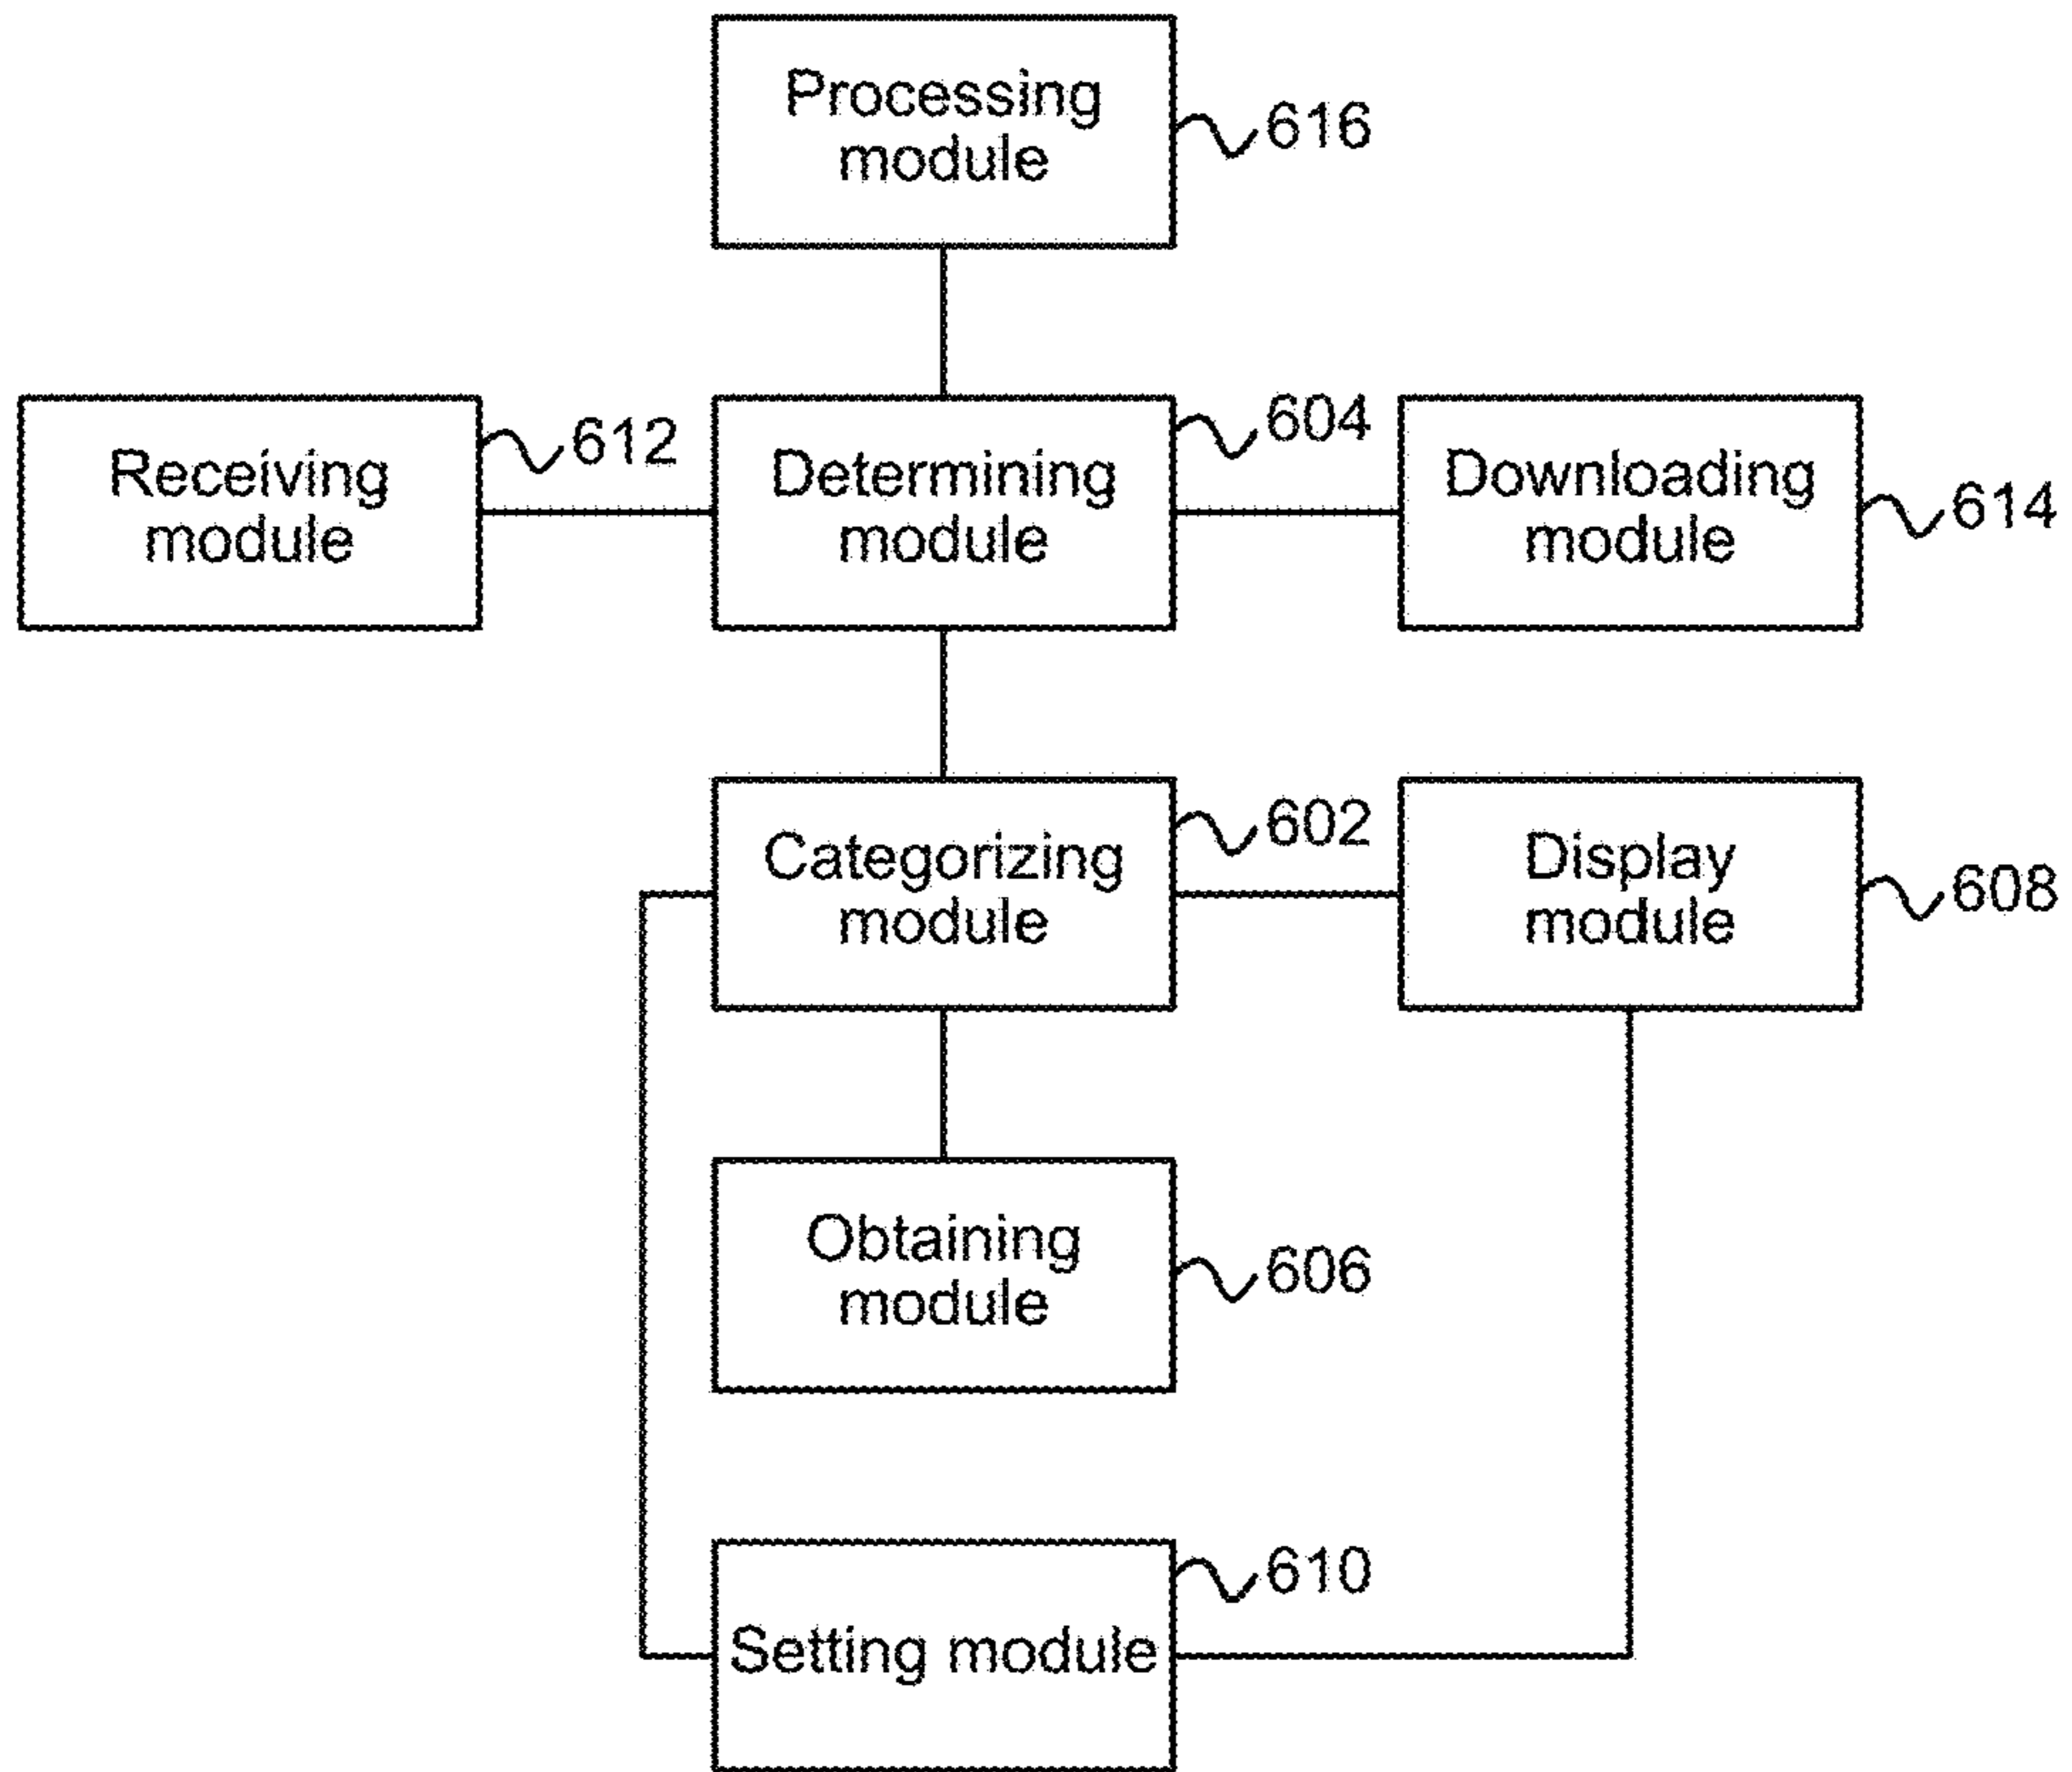 Processing
module
616
Receiving
module
612
Determining
module
604
Downloading
module
614
Categorizing
module
602
Display
module
608
Obtaining
module
606
Setting module
610